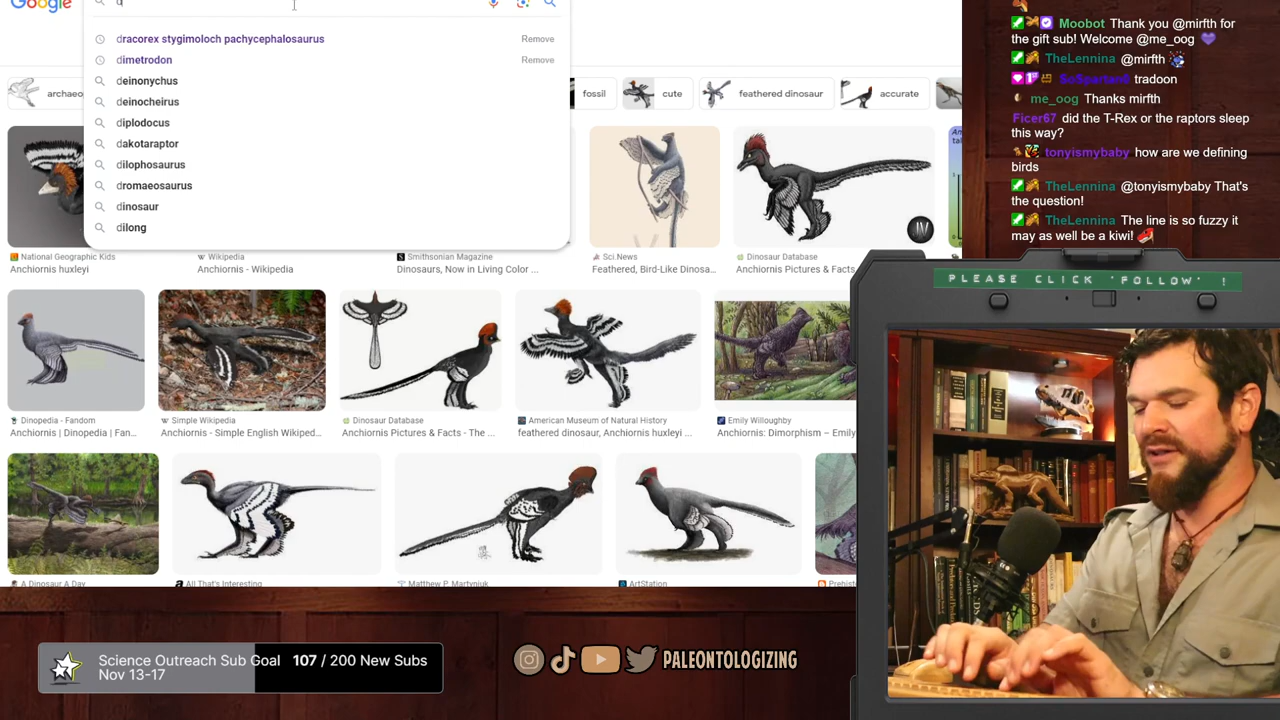 Google
d
dracorex stygimoloch pachycephalosaurus Remove
dimetrodon Remove
deinonychus
deinocheirus
diplodocus
dakotaraptor
dilophosaurus
dromaeosaurus
dinosaur
dilong
archaeo
fossil
cute
feathered dinosaur
accurate
National Geographic Kids
Anchiornis huxleyi
Wikipedia
Anchiornis - Wikipedia
Smithsonian Magazine
Dinosaurs, Now in Living Color ...
Sci.News
Feathered, Bird-Like Dinosa...
Dinosaur Database
Anchiornis Pictures & Facts
Dinopedia - Fandom
Anchiornis | Dinopedia | Fan...
Simple Wikipedia
Anchiornis - Simple English Wikiped...
Dinosaur Database
Anchiornis Pictures & Facts - The ...
American Museum of Natural History
feathered dinosaur, Anchiornis huxleyi ...
Emily Willoughby
Anchiornis: Dimorphism – Emily
A Dinosaur A Day
All That's Interesting
Matthew P. Martyniuk
ArtStation
Prehist
Moobot Thank you @mirfth for
the gift sub! Welcome @me_oog
TheLennina @mirfth
SoSpartan6 tradoon
me_oog Thanks mirfth
Ficer67 did the T-Rex or the raptors sleep
this way?
tonyismybaby how are we defining
birds
TheLennina @tonyismybaby That's
the question!
TheLennina The line is so fuzzy it
may as well be a kiwi!
PLEASE CLICK 'FOLLOW' !
Science Outreach Sub Goal 107 / 200 New Subs
Nov 13-17
PALEONTOLOGIZING